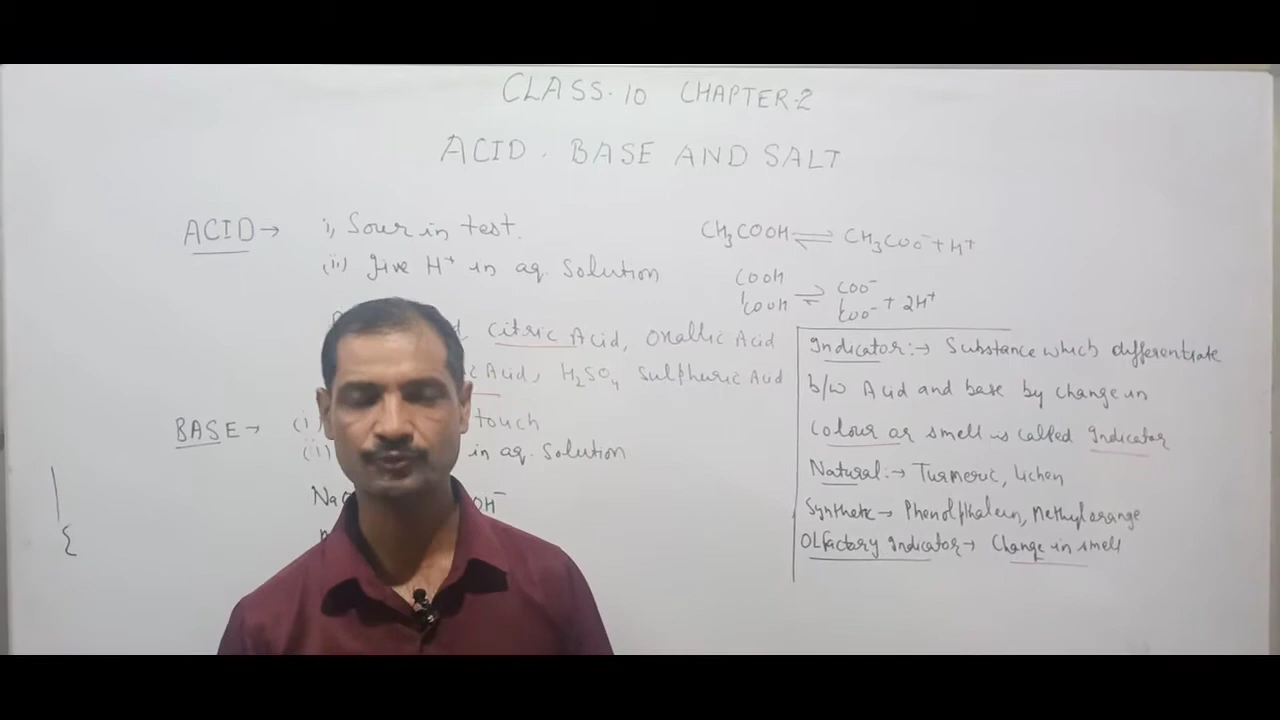 CLASS. 10 CHAPTER-2
ACID. BASE AND SALT
ACID → i, Sour in test.
(ii) give H⁺ in aq. Solution
Citric Acid, Oxallic Acid
Acid, H₂SO₄ Sulphuric Acid
BASE → (i) touch
(ii) in aq. Solution
OH⁻
CH₃COOH ⇌ CH₃COO⁻ + H⁺
COOH COO⁻
COOH ⇌ COO⁻ + 2H⁺
Indicator :→ Substance which differentiate
b/w Acid and base by change in
Colour or smell is called Indicator
Natural :→ Turmeric, Lichen
Synthetic → Phenolpthalein, Methyl orange
OLfactory Indicator → Change in smell